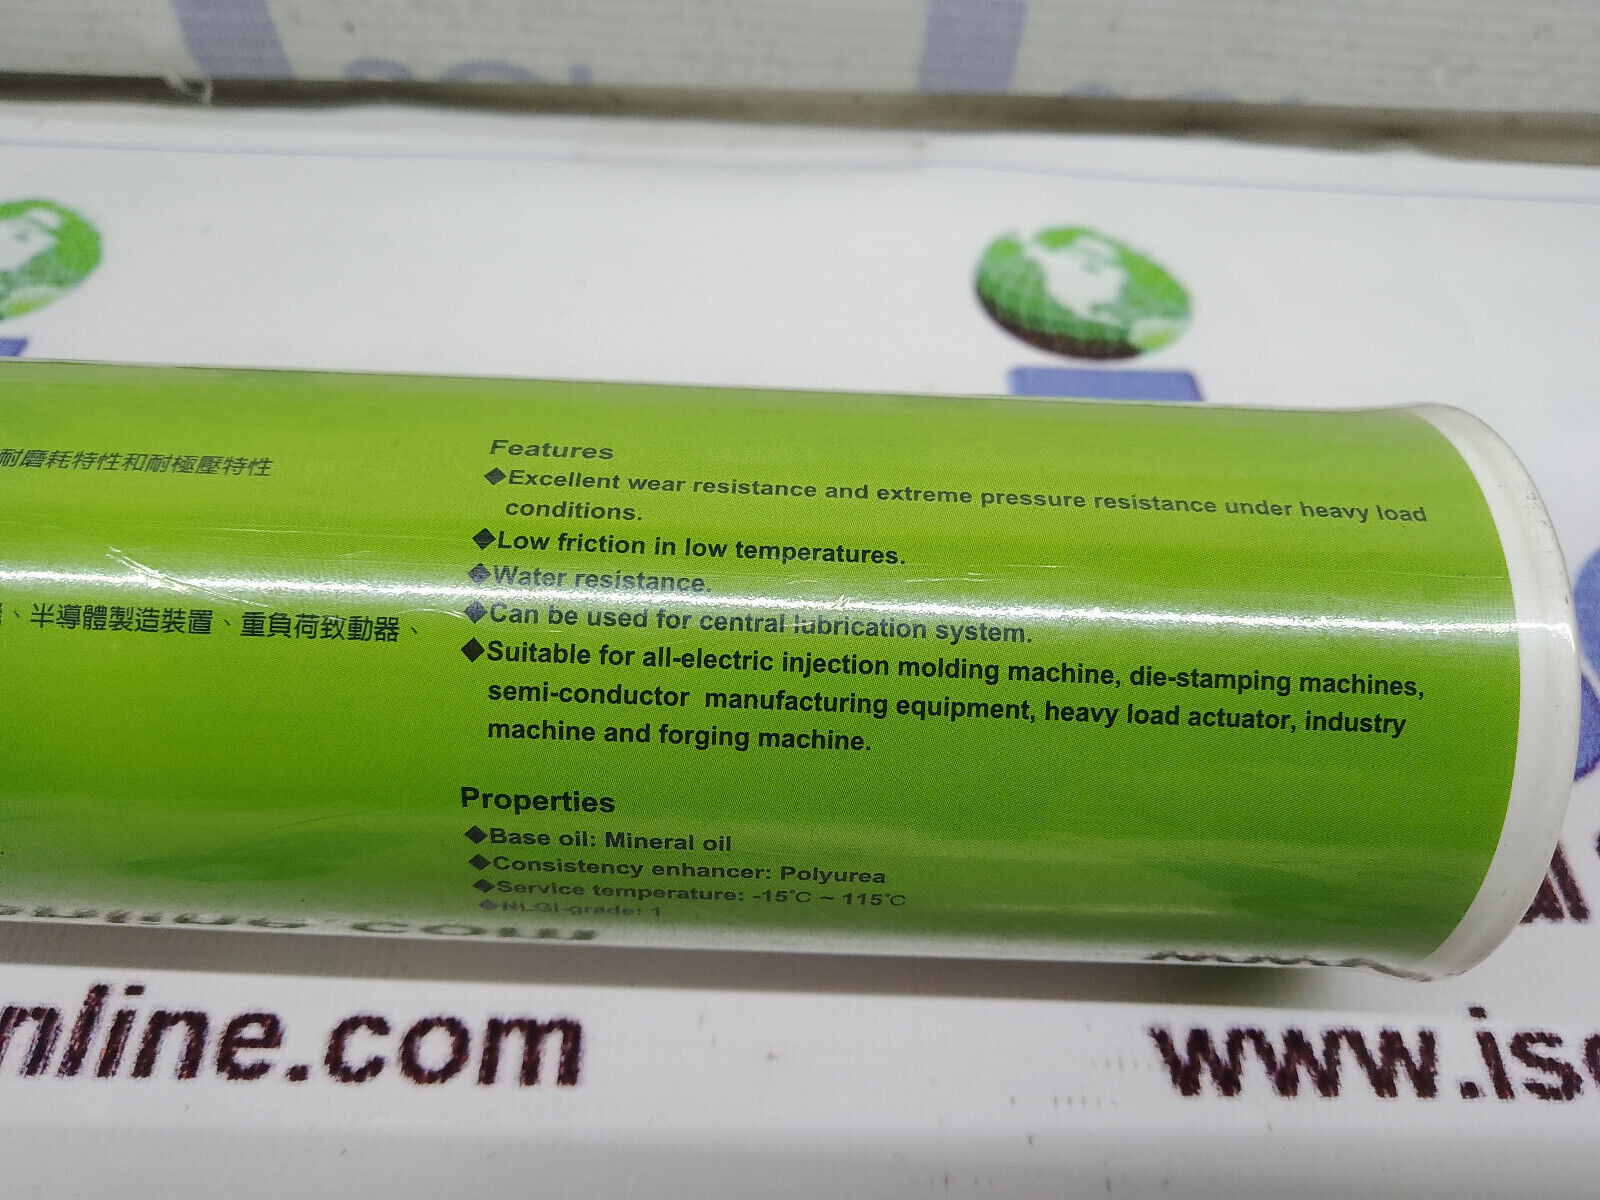 耐磨耗特性和耐極壓特性
、半導體製造裝置、重負荷致動器、
Features
◆Excellent wear resistance and extreme pressure resistance under heavy load
conditions.
◆Low friction in low temperatures.
◆Water resistance.
◆Can be used for central lubrication system.
◆Suitable for all-electric injection molding machine, die-stamping machines,
semi-conductor manufacturing equipment, heavy load actuator, industry
machine and forging machine.
Properties
◆Base oil: Mineral oil
◆Consistency enhancer: Polyurea
◆Service temperature: -15℃ ~ 115℃
◆NLGI-grade: 1
nline.com
www.is